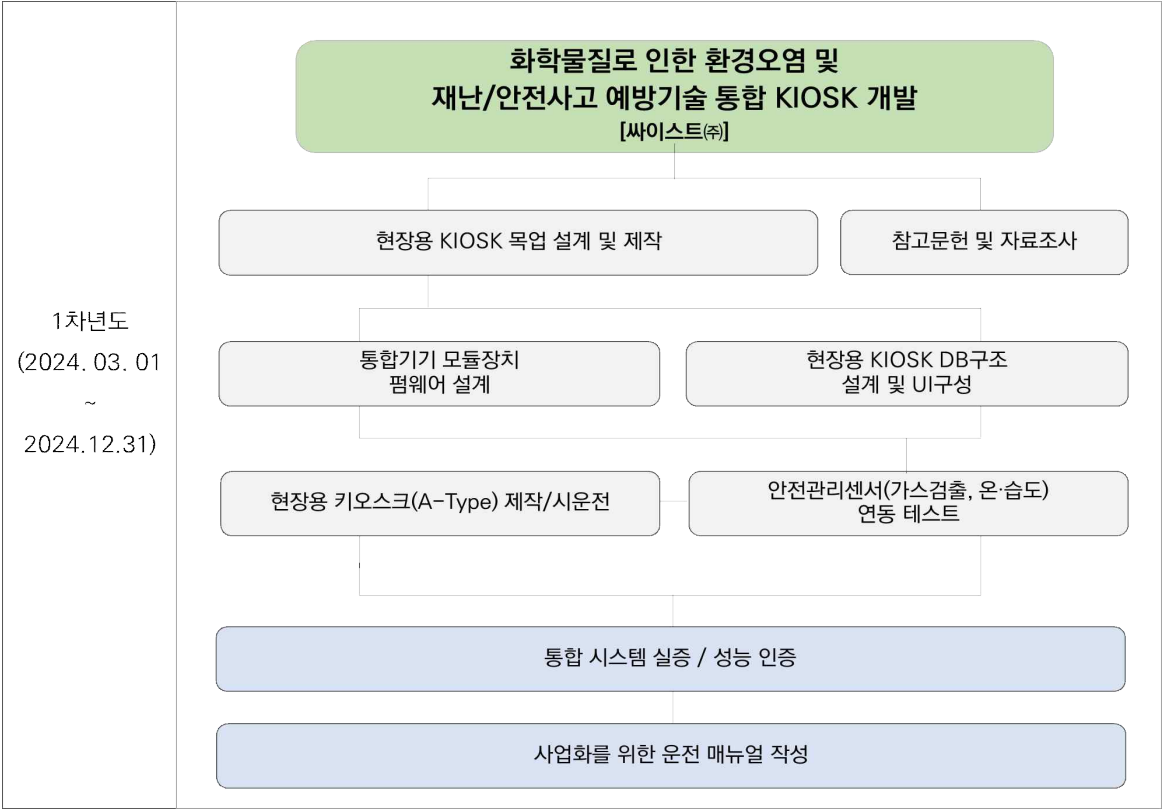 화학물질로 인한 환경오염 및
재난/안전사고 예방기술 통합 KIOSK 개발
[싸이스트㈜]
현장용 KIOSK 목업 설계 및 제작
참고문헌 및 자료조사
1차년도
(2024. 03. 01
~
2024.12.31)
통합기기 모듈장치
펌웨어 설계
현장용 KIOSK DB구조
설계 및 UI구성
현장용 키오스크(A-Type) 제작/시운전
안전관리센서(가스검출, 온·습도)
연동 테스트
통합 시스템 실증 / 성능 인증
사업화를 위한 운전 매뉴얼 작성